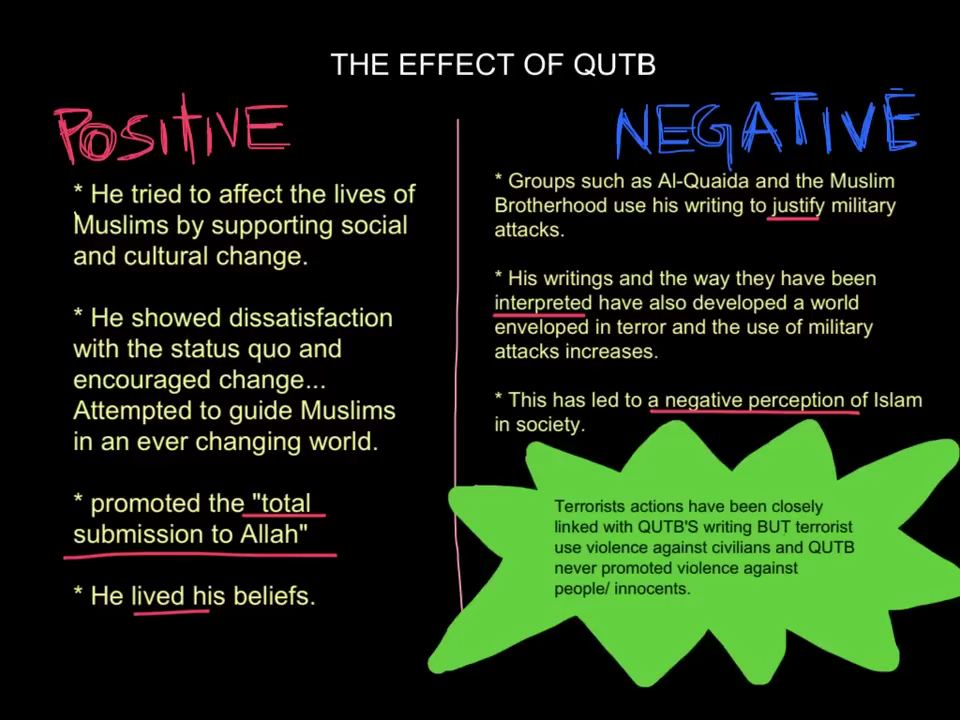 THE EFFECT OF QUTB
POSITIVE
* He tried to affect the lives of
Muslims by supporting social
and cultural change.
* He showed dissatisfaction
with the status quo and
encouraged change...
Attempted to guide Muslims
in an ever changing world.
* promoted the "total
submission to Allah"
* He lived his beliefs.
NEGATIVE
* Groups such as Al-Quaida and the Muslim
Brotherhood use his writing to justify military
attacks.
* His writings and the way they have been
interpreted have also developed a world
enveloped in terror and the use of military
attacks increases.
* This has led to a negative perception of Islam
in society.
Terrorists actions have been closely
linked with QUTB'S writing BUT terrorist
use violence against civilians and QUTB
never promoted violence against
people/ innocents.